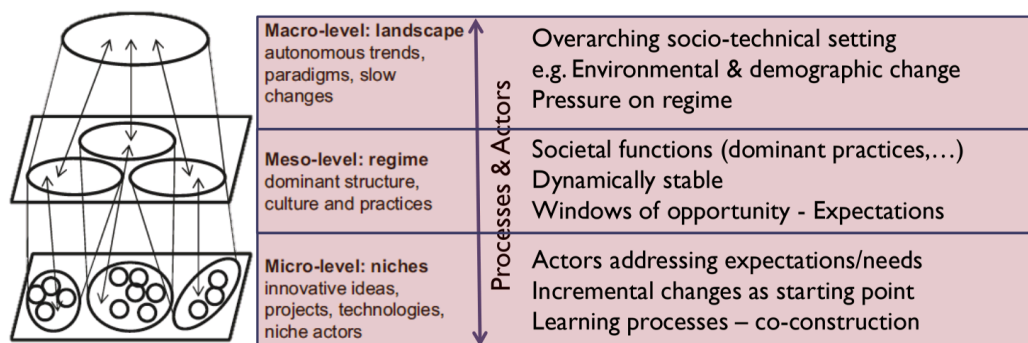 Macro-level: landscape
autonomous trends,
paradigms, slow
changes
Overarching socio-technical setting
e.g. Environmental & demographic change
Pressure on regime
Processes & Actors
Meso-level: regime
dominant structure,
culture and practices
Societal functions (dominant practices,…)
Dynamically stable
Windows of opportunity - Expectations
Micro-level: niches
innovative ideas,
projects, technologies,
niche actors
Actors addressing expectations/needs
Incremental changes as starting point
Learning processes – co-construction